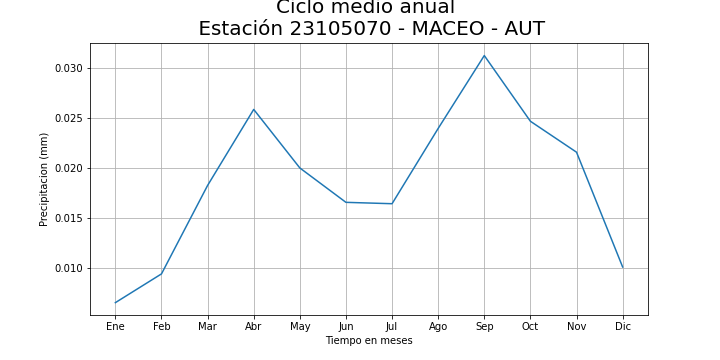 Ciclo medio anual
Estación 23105070 - MACEO - AUT
0.030
0.025
0.020
0.015
0.010
Precipitacion (mm)
Ene Feb Mar Abr May Jun Jul Ago Sep Oct Nov Dic
Tiempo en meses